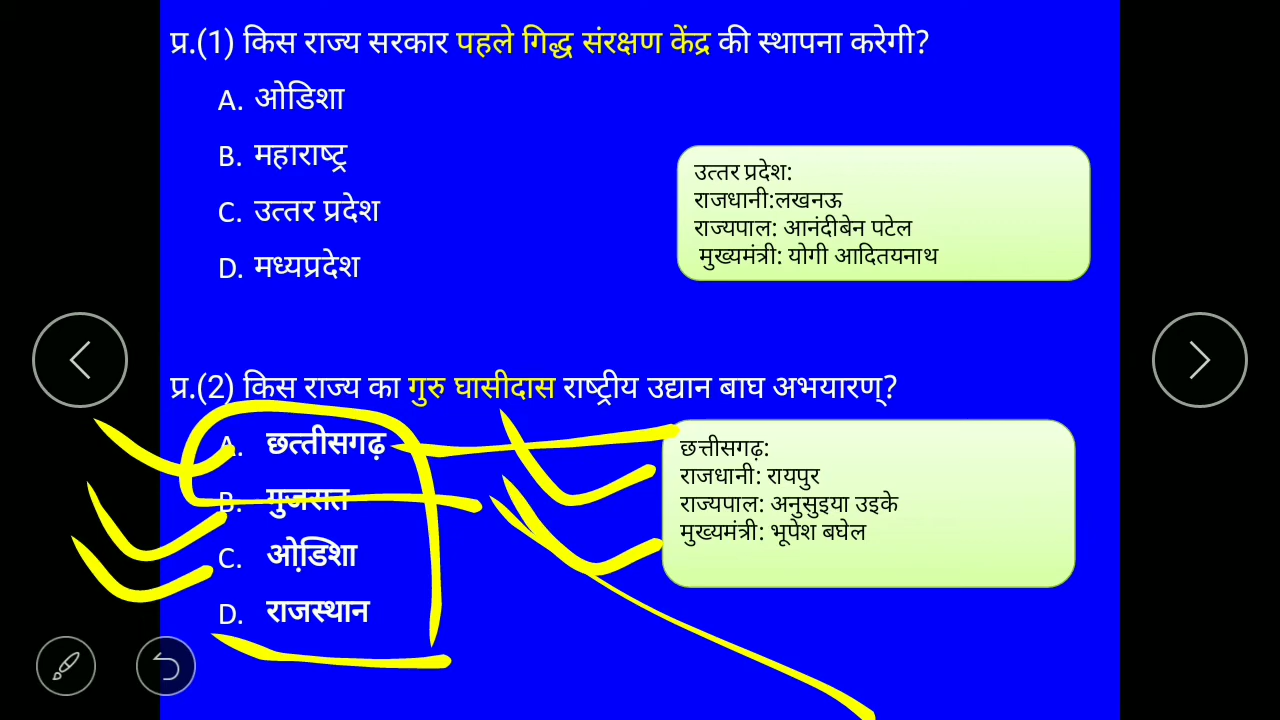 प्र.(1) किस राज्य सरकार पहले गिद्ध संरक्षण केंद्र की स्थापना करेगी?
A. ओडिशा
B. महाराष्ट्र
C. उत्तर प्रदेश
D. मध्यप्रदेश
उत्तर प्रदेश:
राजधानी:लखनऊ
राज्यपाल: आनंदीबेन पटेल
मुख्यमंत्री: योगी आदितयनाथ
प्र.(2) किस राज्य का गुरु घासीदास राष्ट्रीय उद्यान बाघ अभयारण्?
A. छत्तीसगढ़
B. गुजरात
C. ओड़िशा
D. राजस्थान
छत्तीसगढ़:
राजधानी: रायपुर
राज्यपाल: अनुसुइया उइके
मुख्यमंत्री: भूपेश बघेल